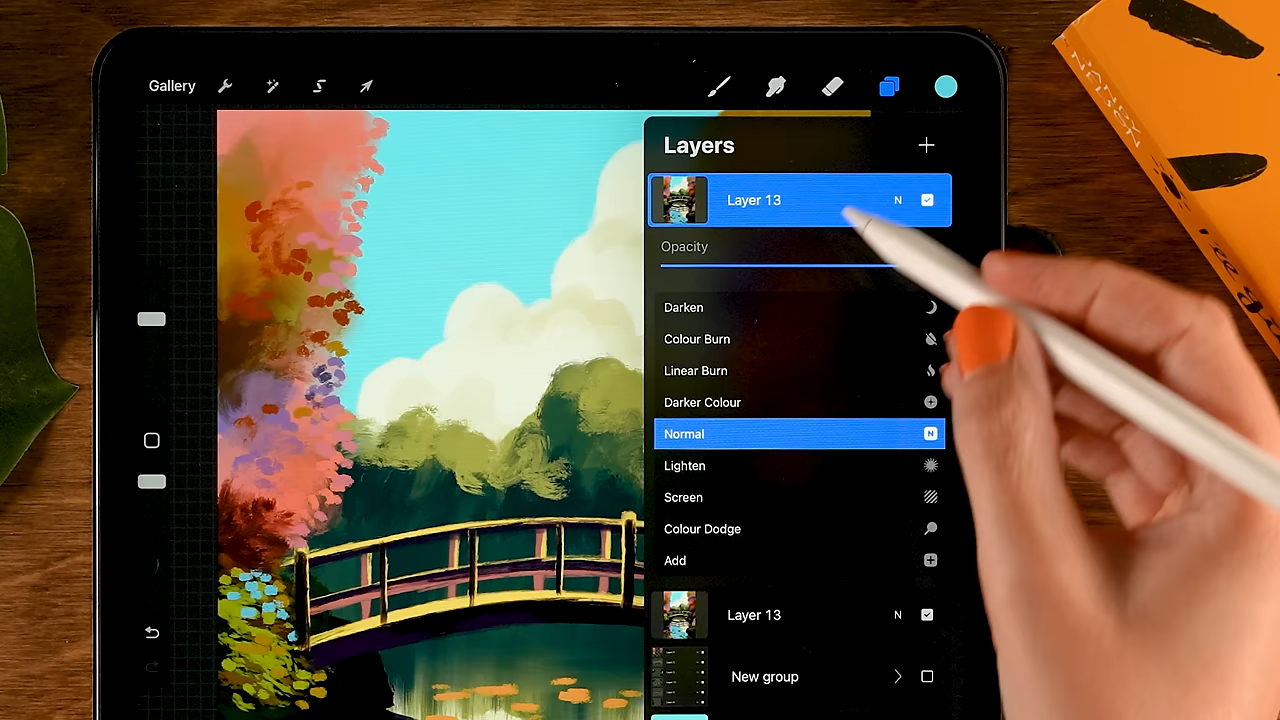 Gallery
Layers
Layer 13 N
Opacity
Darken
Colour Burn
Linear Burn
Darker Colour
Normal N
Lighten
Screen
Colour Dodge
Add
Layer 13 N
New group